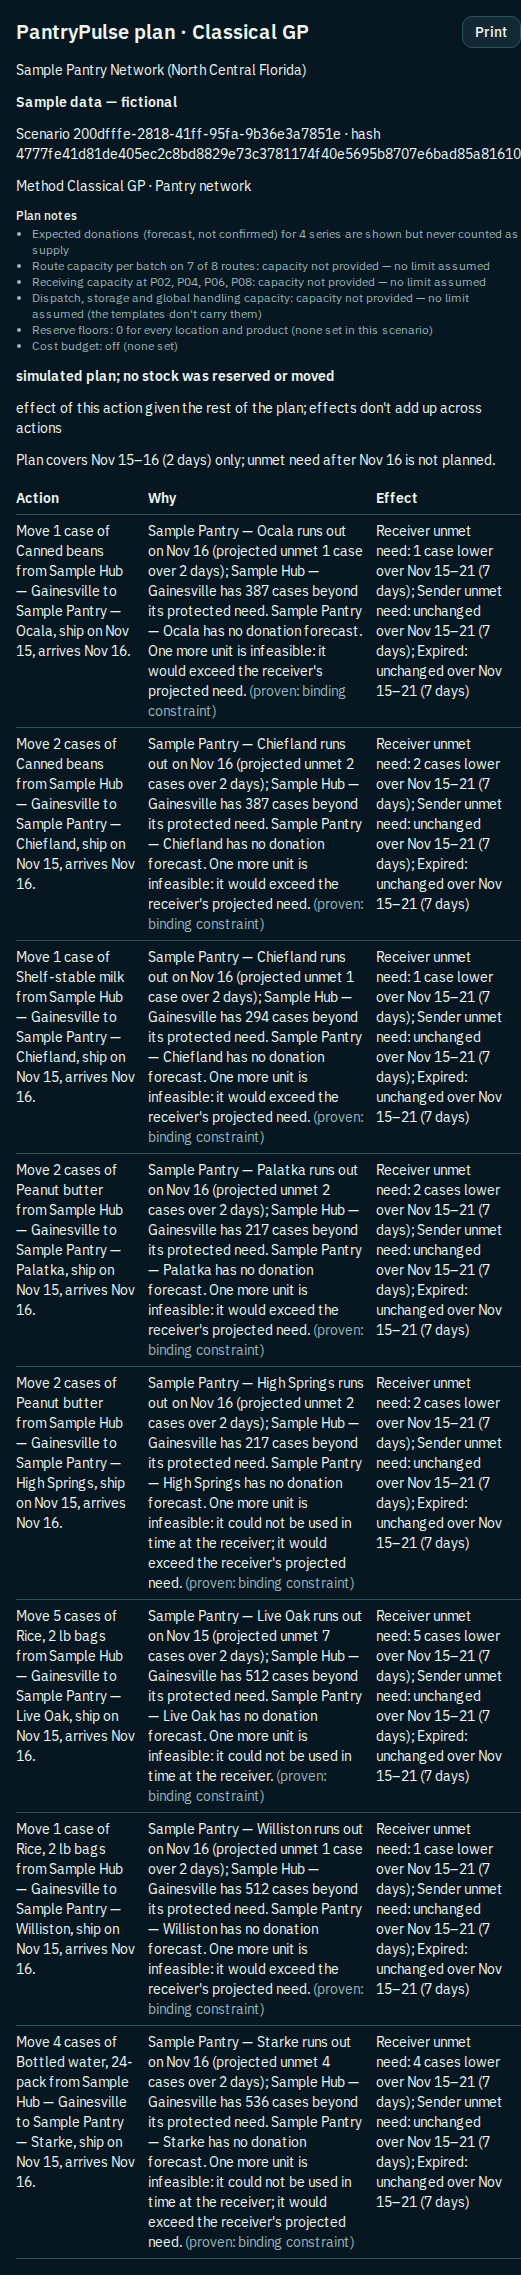 PantryPulse plan · Classical GP
Print
Sample Pantry Network (North Central Florida)
Sample data — fictional
Scenario 200dfffe-2818-41ff-95fa-9b36e3a7851e · hash
4777fe41d81de405ec2c8bd8829e73c3781174f40e5695b8707e6bad85a81610
Method Classical GP · Pantry network
Plan notes
• Expected donations (forecast, not confirmed) for 4 series are shown but never counted as
supply
• Route capacity per batch on 7 of 8 routes: capacity not provided — no limit assumed
• Receiving capacity at P02, P04, P06, P08: capacity not provided — no limit assumed
• Dispatch, storage and global handling capacity: capacity not provided — no limit
assumed (the templates don't carry them)
• Reserve floors: 0 for every location and product (none set in this scenario)
• Cost budget: off (none set)
simulated plan; no stock was reserved or moved
effect of this action given the rest of the plan; effects don't add up across
actions
Plan covers Nov 15–16 (2 days) only; unmet need after Nov 16 is not planned.
Action
Why
Effect
Move 1 case of
Canned beans
from Sample Hub
— Gainesville to
Sample Pantry —
Ocala, ship on Nov
15, arrives Nov 16.
Sample Pantry — Ocala runs out
on Nov 16 (projected unmet 1 case
over 2 days); Sample Hub —
Gainesville has 387 cases beyond
its protected need. Sample Pantry
— Ocala has no donation forecast.
One more unit is infeasible: it
would exceed the receiver's
projected need. (proven: binding
constraint)
Receiver unmet
need: 1 case lower
over Nov 15–21 (7
days); Sender unmet
need: unchanged
over Nov 15–21 (7
days); Expired:
unchanged over Nov
15–21 (7 days)
Move 2 cases of
Canned beans
from Sample Hub
— Gainesville to
Sample Pantry —
Chiefland, ship on
Nov 15, arrives Nov
16.
Sample Pantry — Chiefland runs
out on Nov 16 (projected unmet 2
cases over 2 days); Sample Hub —
Gainesville has 387 cases beyond
its protected need. Sample Pantry
— Chiefland has no donation
forecast. One more unit is
infeasible: it would exceed the
receiver's projected need. (proven:
binding constraint)
Receiver unmet
need: 2 cases lower
over Nov 15–21 (7
days); Sender unmet
need: unchanged
over Nov 15–21 (7
days); Expired:
unchanged over Nov
15–21 (7 days)
Move 1 case of
Shelf-stable milk
from Sample Hub
— Gainesville to
Sample Pantry —
Chiefland, ship on
Nov 15, arrives Nov
16.
Sample Pantry — Chiefland runs
out on Nov 16 (projected unmet 1
case over 2 days); Sample Hub —
Gainesville has 294 cases beyond
its protected need. Sample Pantry
— Chiefland has no donation
forecast. One more unit is
infeasible: it would exceed the
receiver's projected need. (proven:
binding constraint)
Receiver unmet
need: 1 case lower
over Nov 15–21 (7
days); Sender unmet
need: unchanged
over Nov 15–21 (7
days); Expired:
unchanged over Nov
15–21 (7 days)
Move 2 cases of
Peanut butter
from Sample Hub
— Gainesville to
Sample Pantry —
Palatka, ship on
Nov 15, arrives Nov
16.
Sample Pantry — Palatka runs out
on Nov 16 (projected unmet 2
cases over 2 days); Sample Hub —
Gainesville has 217 cases beyond
its protected need. Sample Pantry
— Palatka has no donation
forecast. One more unit is
infeasible: it would exceed the
receiver's projected need. (proven:
binding constraint)
Receiver unmet
need: 2 cases lower
over Nov 15–21 (7
days); Sender unmet
need: unchanged
over Nov 15–21 (7
days); Expired:
unchanged over Nov
15–21 (7 days)
Move 2 cases of
Peanut butter
from Sample Hub
— Gainesville to
Sample Pantry —
High Springs, ship
on Nov 15, arrives
Nov 16.
Sample Pantry — High Springs runs
out on Nov 16 (projected unmet 2
cases over 2 days); Sample Hub —
Gainesville has 217 cases beyond
its protected need. Sample Pantry
— High Springs has no donation
forecast. One more unit is
infeasible: it could not be used in
time at the receiver; it would
exceed the receiver's projected
need. (proven: binding constraint)
Receiver unmet
need: 2 cases lower
over Nov 15–21 (7
days); Sender unmet
need: unchanged
over Nov 15–21 (7
days); Expired:
unchanged over Nov
15–21 (7 days)
Move 5 cases of
Rice, 2 lb bags
from Sample Hub
— Gainesville to
Sample Pantry —
Live Oak, ship on
Nov 15, arrives Nov
16.
Sample Pantry — Live Oak runs out
on Nov 15 (projected unmet 7
cases over 2 days); Sample Hub —
Gainesville has 512 cases beyond
its protected need. Sample Pantry
— Live Oak has no donation
forecast. One more unit is
infeasible: it could not be used in
time at the receiver. (proven:
binding constraint)
Receiver unmet
need: 5 cases lower
over Nov 15–21 (7
days); Sender unmet
need: unchanged
over Nov 15–21 (7
days); Expired:
unchanged over Nov
15–21 (7 days)
Move 1 case of
Rice, 2 lb bags
from Sample Hub
— Gainesville to
Sample Pantry —
Williston, ship on
Nov 15, arrives Nov
16.
Sample Pantry — Williston runs out
on Nov 16 (projected unmet 1 case
over 2 days); Sample Hub —
Gainesville has 512 cases beyond
its protected need. Sample Pantry
— Williston has no donation
forecast. One more unit is
infeasible: it would exceed the
receiver's projected need. (proven:
binding constraint)
Receiver unmet
need: 1 case lower
over Nov 15–21 (7
days); Sender unmet
need: unchanged
over Nov 15–21 (7
days); Expired:
unchanged over Nov
15–21 (7 days)
Move 4 cases of
Bottled water, 24-
pack from Sample
Hub — Gainesville
to Sample Pantry
— Starke, ship on
Nov 15, arrives Nov
16.
Sample Pantry — Starke runs out
on Nov 16 (projected unmet 4
cases over 2 days); Sample Hub —
Gainesville has 536 cases beyond
its protected need. Sample Pantry
— Starke has no donation
forecast. One more unit is
infeasible: it could not be used in
time at the receiver; it would
exceed the receiver's projected
need. (proven: binding constraint)
Receiver unmet
need: 4 cases lower
over Nov 15–21 (7
days); Sender unmet
need: unchanged
over Nov 15–21 (7
days); Expired:
unchanged over Nov
15–21 (7 days)